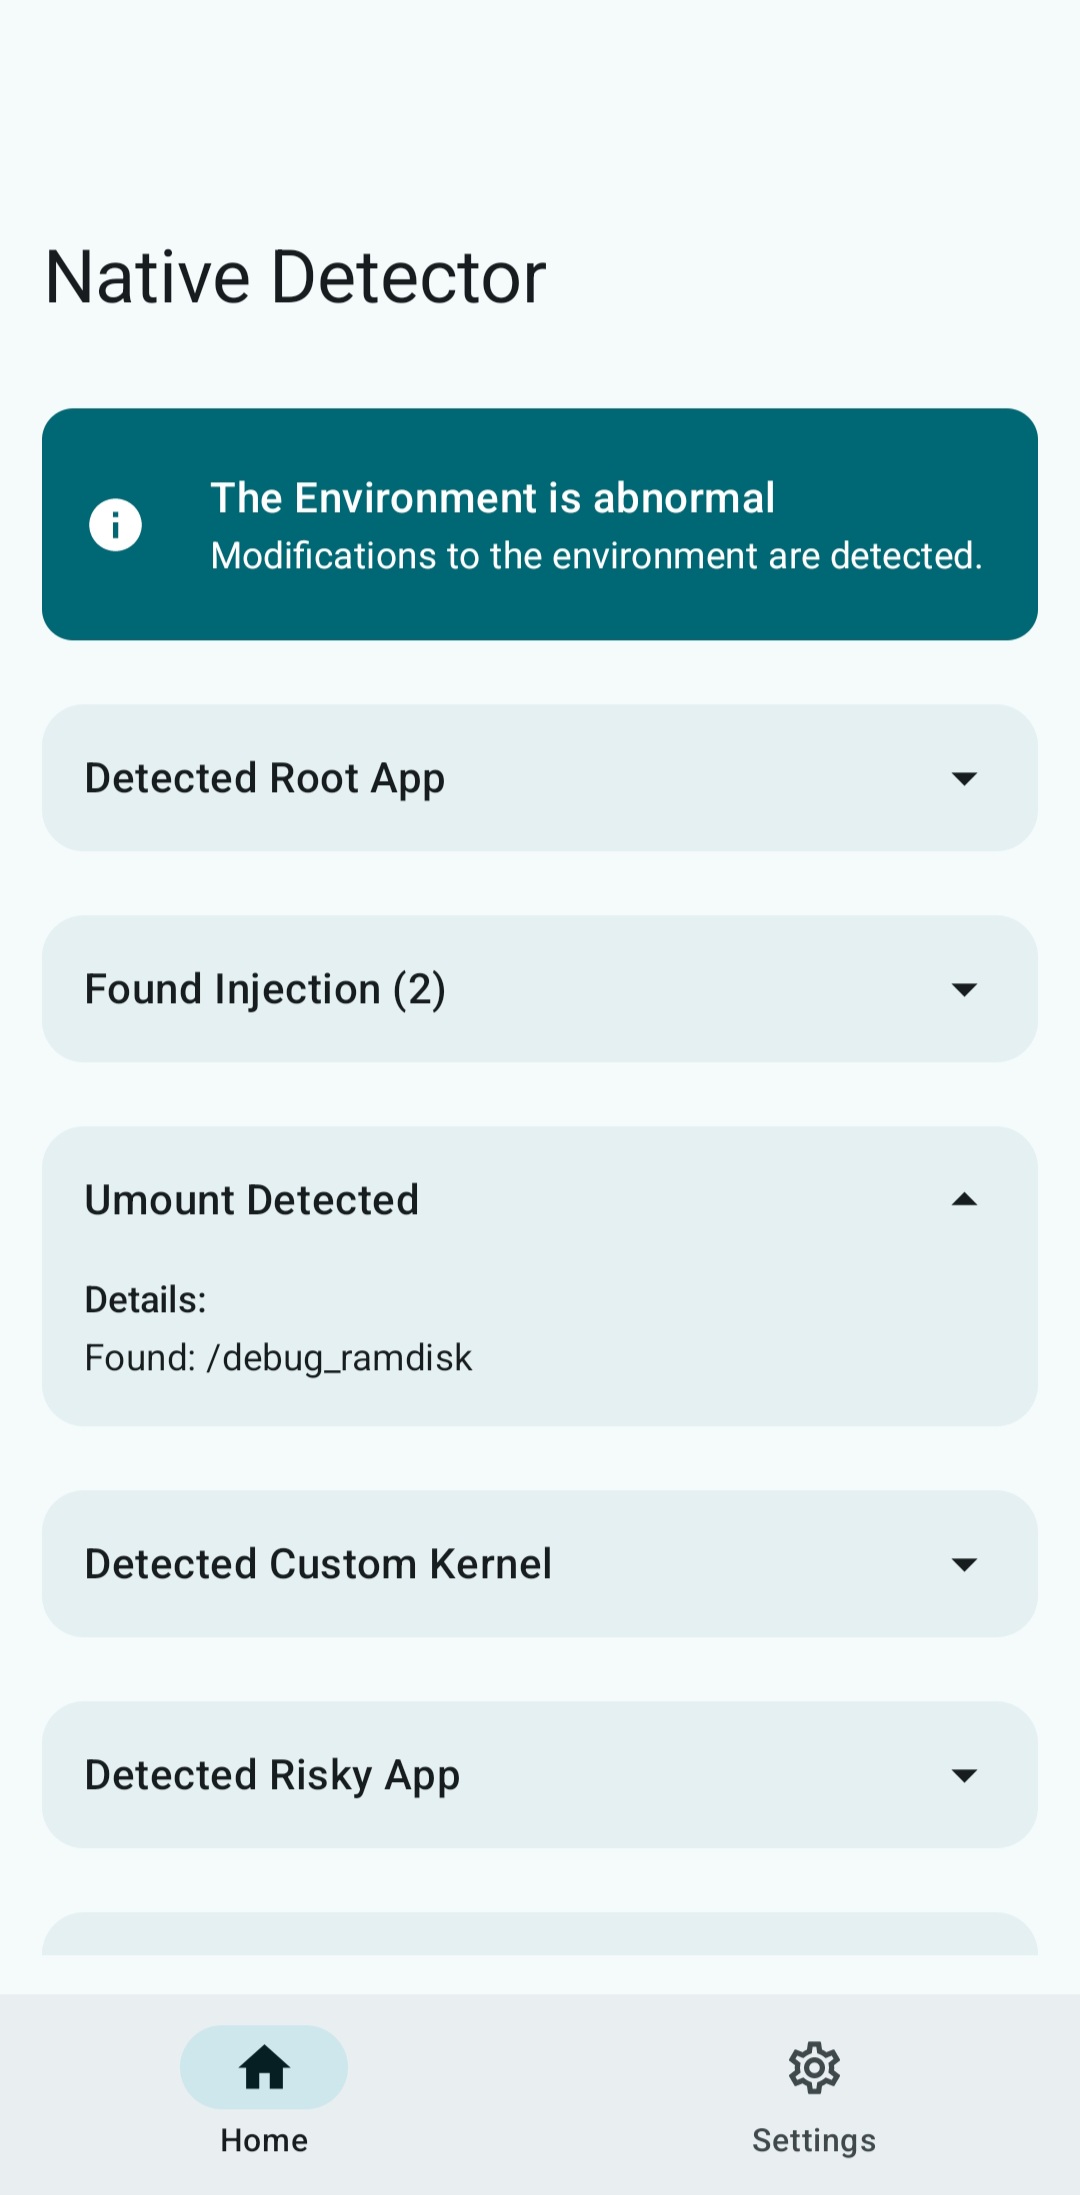 Native Detector
The Environment is abnormal
Modifications to the environment are detected.
Detected Root App
Found Injection (2)
Umount Detected
Details:
Found: /debug_ramdisk
Detected Custom Kernel
Detected Risky App
Home
Settings